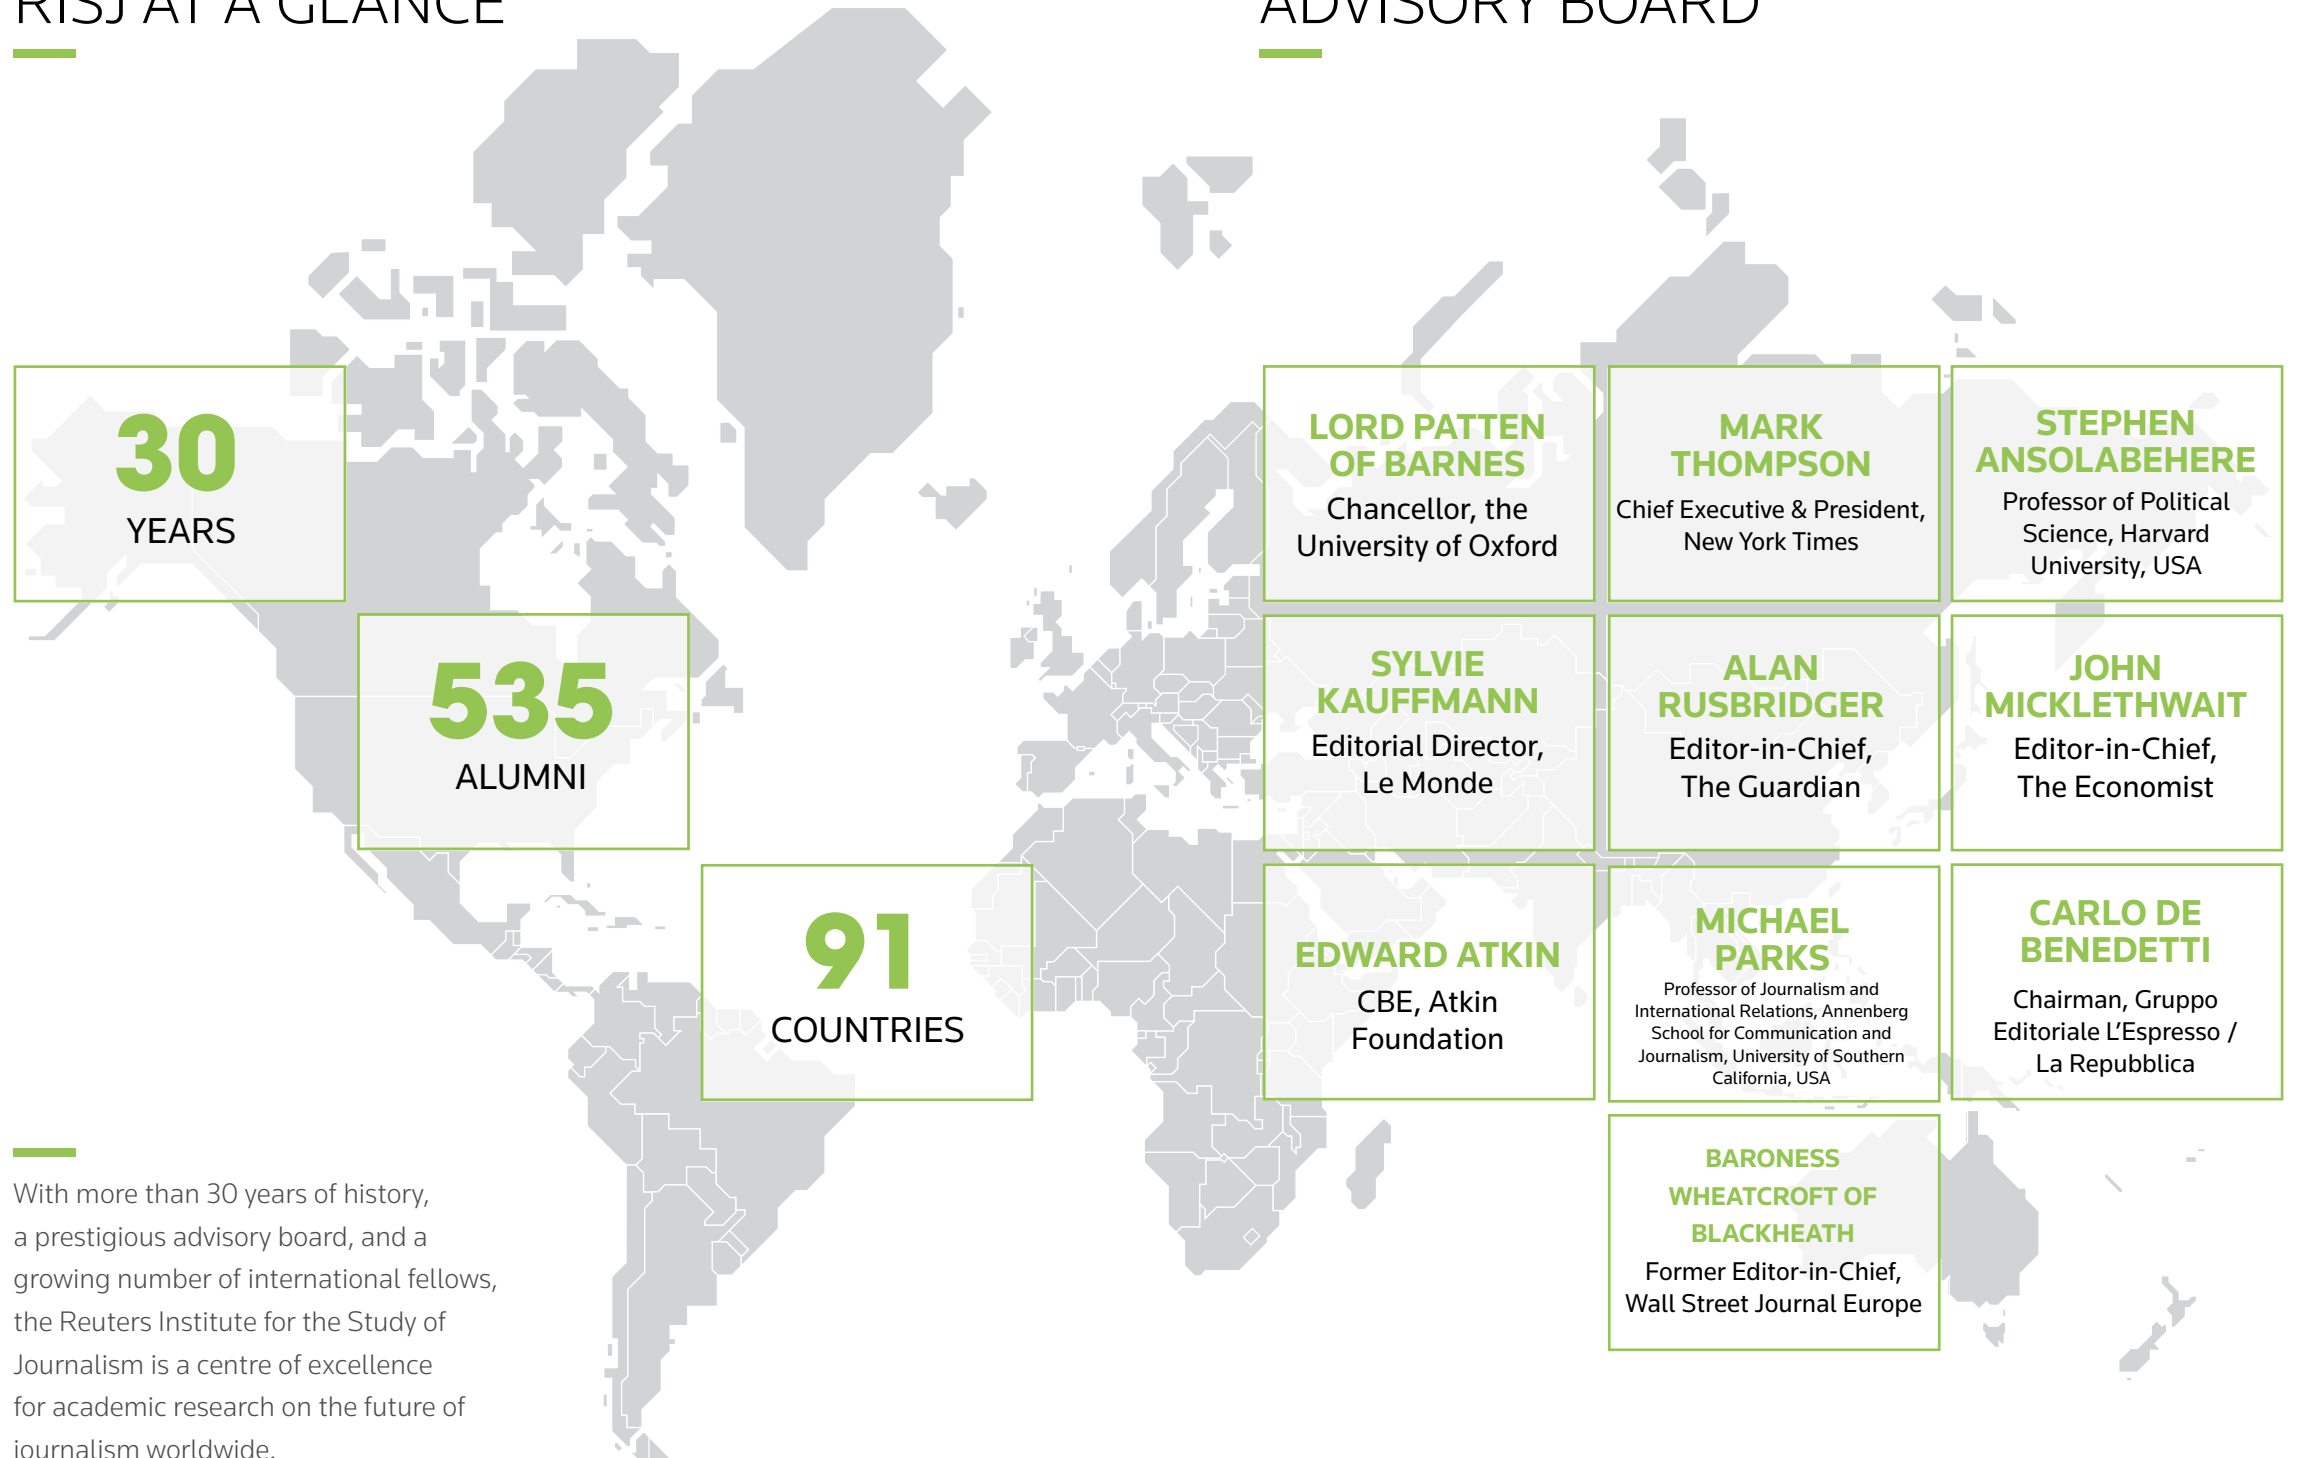 RISJ AT A GLANCE
30
YEARS
535
ALUMNI
91
COUNTRIES
With more than 30 years of history,
a prestigious advisory board, and a
growing number of international fellows,
the Reuters Institute for the Study of
Journalism is a centre of excellence
for academic research on the future of
journalism worldwide.
ADVISORY BOARD
LORD PATTEN
OF BARNES
Chancellor, the
University of Oxford
MARK
THOMPSON
Chief Executive & President,
New York Times
STEPHEN
ANSOLABEHERE
Professor of Political
Science, Harvard
University, USA
SYLVIE
KAUFFMANN
Editorial Director,
Le Monde
ALAN
RUSBRIDGER
Editor-in-Chief,
The Guardian
JOHN
MICKLETHWAIT
Editor-in-Chief,
The Economist
EDWARD ATKIN
CBE, Atkin
Foundation
MICHAEL
PARKS
Professor of Journalism and
International Relations, Annenberg
School for Communication and
Journalism, University of Southern
California, USA
CARLO DE
BENEDETTI
Chairman, Gruppo
Editoriale L’Espresso /
La Repubblica
BARONESS
WHEATCROFT OF
BLACKHEATH
Former Editor-in-Chief,
Wall Street Journal Europe